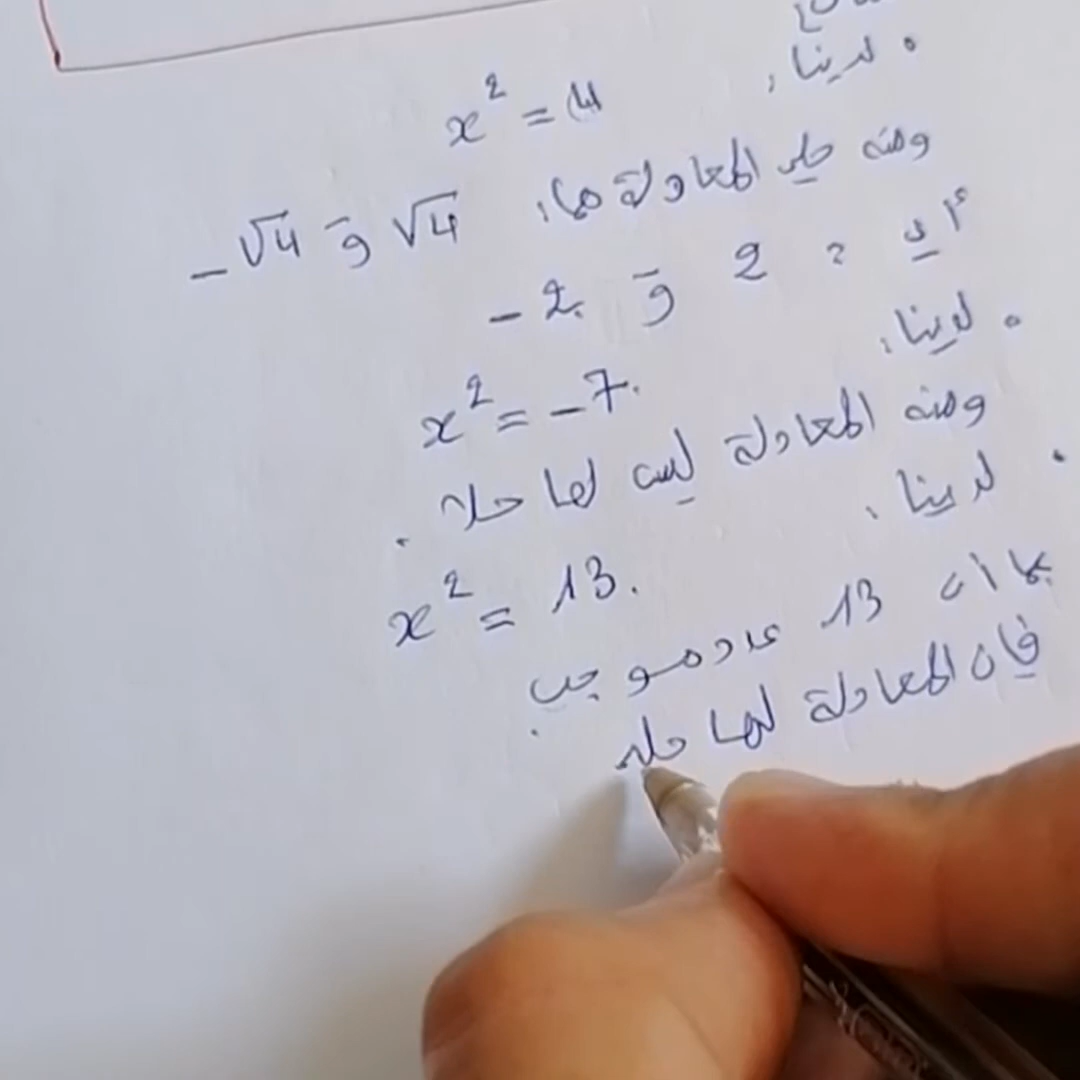 • لدينا:
x² = 4
ومنه حلي المعادلة هما:
√4 و -√4
أي : 2 و -2.
• لدينا:
x² = -7.
ومنه المعادلة ليس لها حل.
• لدينا:
x² = 13.
بما أن 13 عدد موجب
فإن المعادلة لها حلي